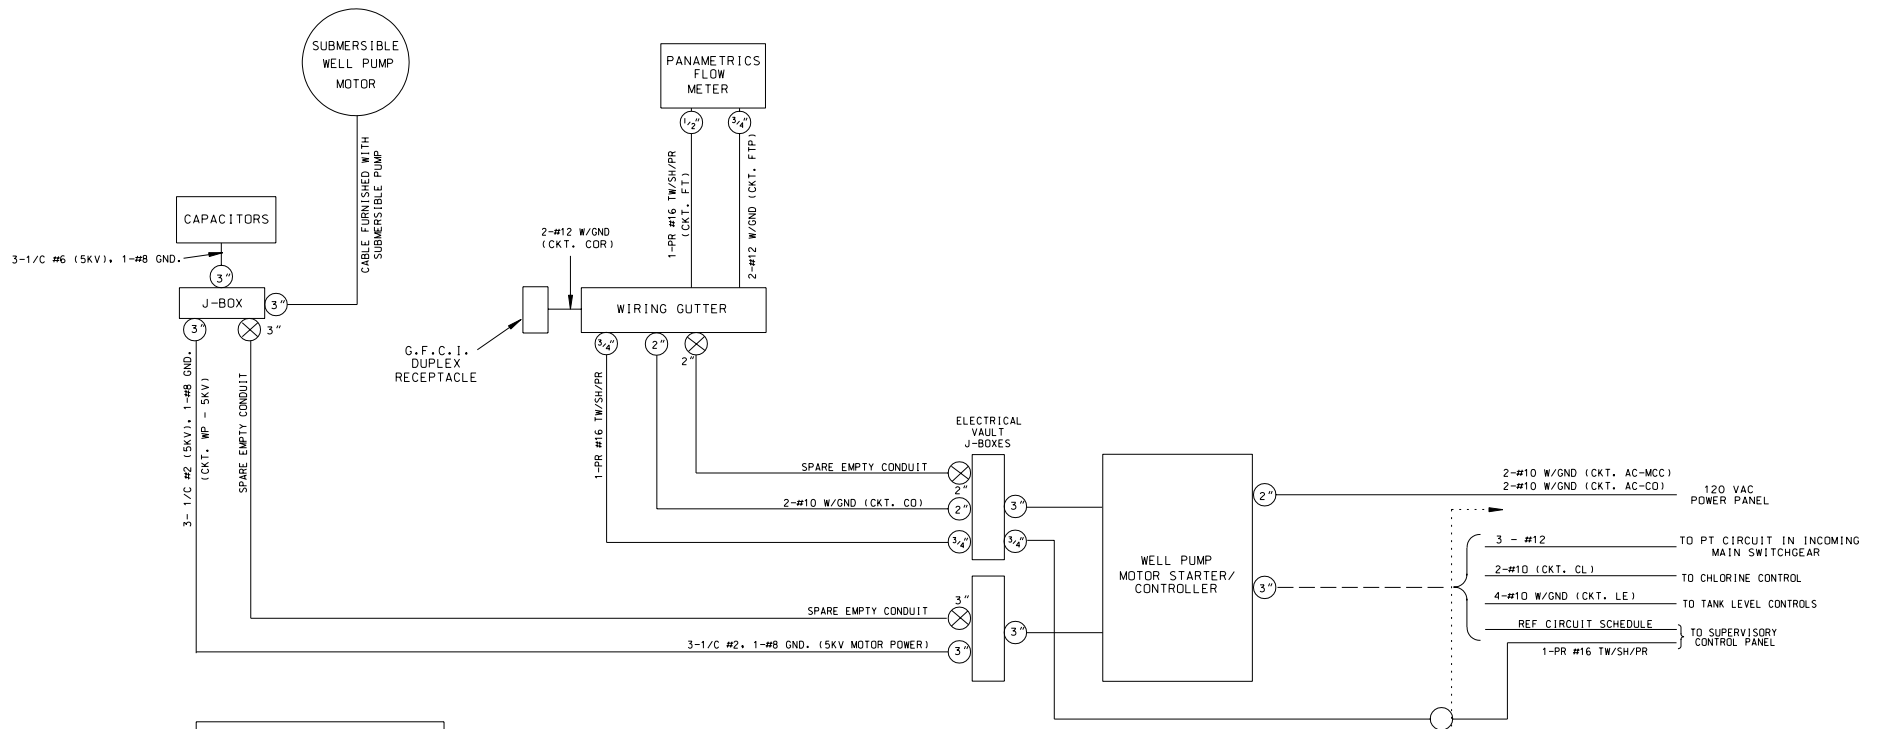 SUBMERSIBLE
WELL PUMP
MOTOR
CABLE FURNISHED WITH
SUBMERSIBLE PUMP
CAPACITORS
3-1/C #6 (5KV), 1-#8 GND.
3"
J-BOX
3"
3"
3"
3- 1/C #2 (5KV), 1-#8 GND.
(CKT. WP - 5KV)
SPARE EMPTY CONDUIT
PANAMETRICS
FLOW
METER
1/2"
3/4"
1-PR #16 TW/SH/PR
(CKT. FT)
2-#12 W/GND (CKT. FTP)
2-#12 W/GND
(CKT. COR)
WIRING GUTTER
G.F.C.I.
DUPLEX
RECEPTACLE
3/4"
2"
2"
1-PR #16 TW/SH/PR
ELECTRICAL
VAULT
J-BOXES
SPARE EMPTY CONDUIT
2"
2-#10 W/GND (CKT. CO)
2"
3"
3/4"
3/4"
SPARE EMPTY CONDUIT
3"
3-1/C #2, 1-#8 GND. (5KV MOTOR POWER)
3"
3"
WELL PUMP
MOTOR STARTER/
CONTROLLER
2"
3"
2-#10 W/GND (CKT. AC-MCC)
2-#10 W/GND (CKT. AC-CO)
120 VAC
POWER PANEL
3 - #12
TO PT CIRCUIT IN INCOMING
MAIN SWITCHGEAR
2-#10 (CKT. CL)
TO CHLORINE CONTROL
4-#10 W/GND (CKT. LE)
TO TANK LEVEL CONTROLS
REF CIRCUIT SCHEDULE
TO SUPERVISORY
CONTROL PANEL
1-PR #16 TW/SH/PR